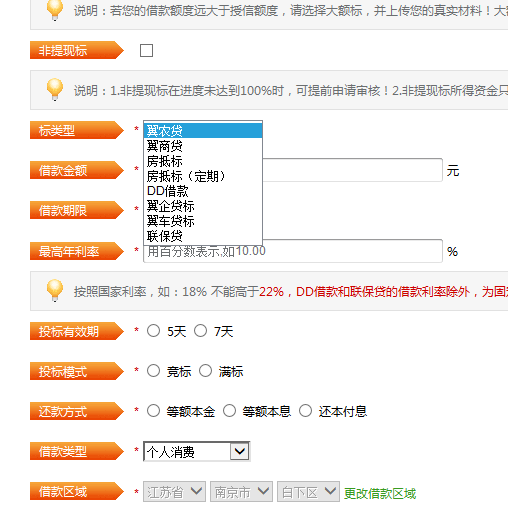 说明：若您的借款额度远大于授信额度，请选择大额标，并上传您的真实材料！大
非提现标
说明：1.非提现标在进度未达到100%时，可提前申请审核！2.非提现标所得资金只
标类型 * 翼农贷
翼商贷
房抵标
借款金额 * 元
房抵标（定期）
DD借款
翼企贷标
借款期限 *
翼车贷标
联保贷
最高年利率 * 用百分数表示,如10.00 %
按照国家利率，如：18% 不能高于22%，DD借款和联保贷的借款利率除外，为国
投标有效期 * 5天 7天
投标模式 * 竞标 满标
还款方式 * 等额本金 等额本息 还本付息
借款类型 * 个人消费
借款区域 * 江苏省 南京市 白下区 更改借款区域